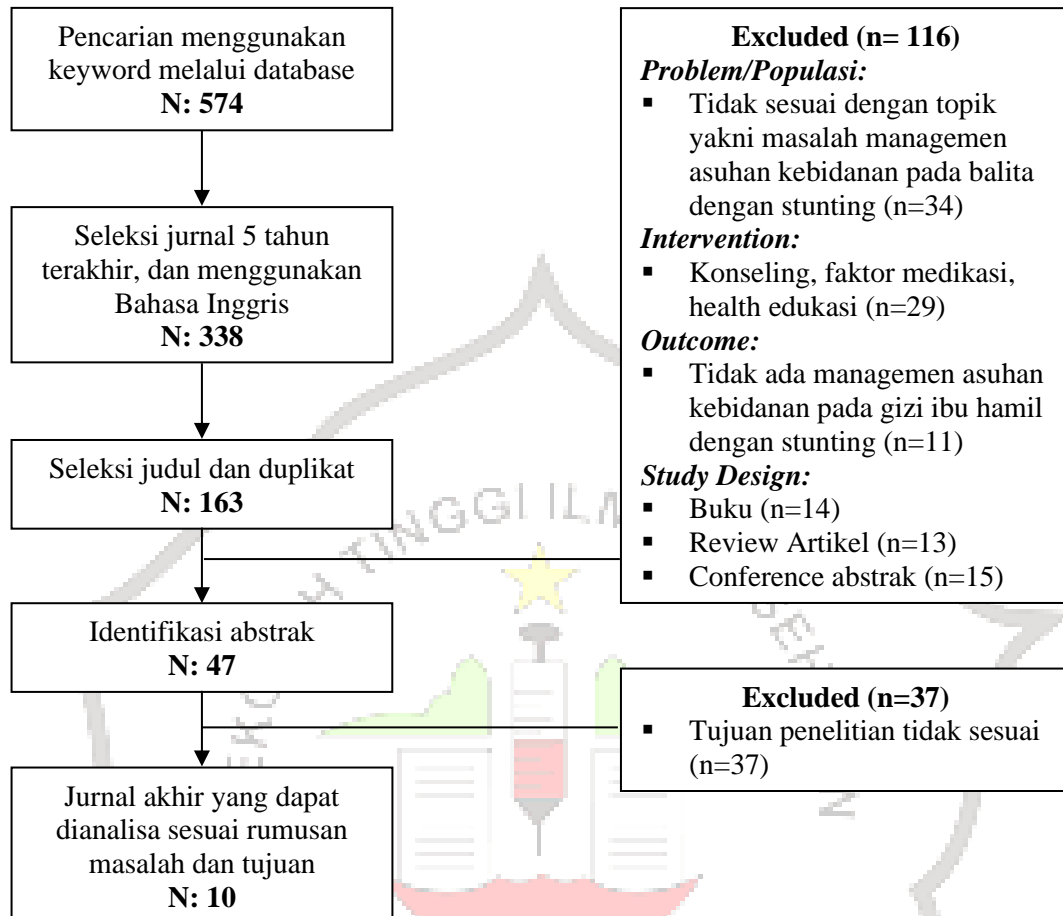 Pencarian menggunakan
keyword melalui database
N: 574
Seleksi jurnal 5 tahun
terakhir, dan menggunakan
Bahasa Inggris
N: 338
Seleksi judul dan duplikat
N: 163
Identifikasi abstrak
N: 47
Jurnal akhir yang dapat
dianalisa sesuai rumusan
masalah dan tujuan
N: 10
Excluded (n= 116)
Problem/Populasi:
▪ Tidak sesuai dengan topik
yakni masalah managemen
asuhan kebidanan pada balita
dengan stunting (n=34)
Intervention:
▪ Konseling, faktor medikasi,
health edukasi (n=29)
Outcome:
▪ Tidak ada managemen asuhan
kebidanan pada gizi ibu hamil
dengan stunting (n=11)
Study Design:
▪ Buku (n=14)
▪ Review Artikel (n=13)
▪ Conference abstrak (n=15)
Excluded (n=37)
▪ Tujuan penelitian tidak sesuai
(n=37)
TINGGI